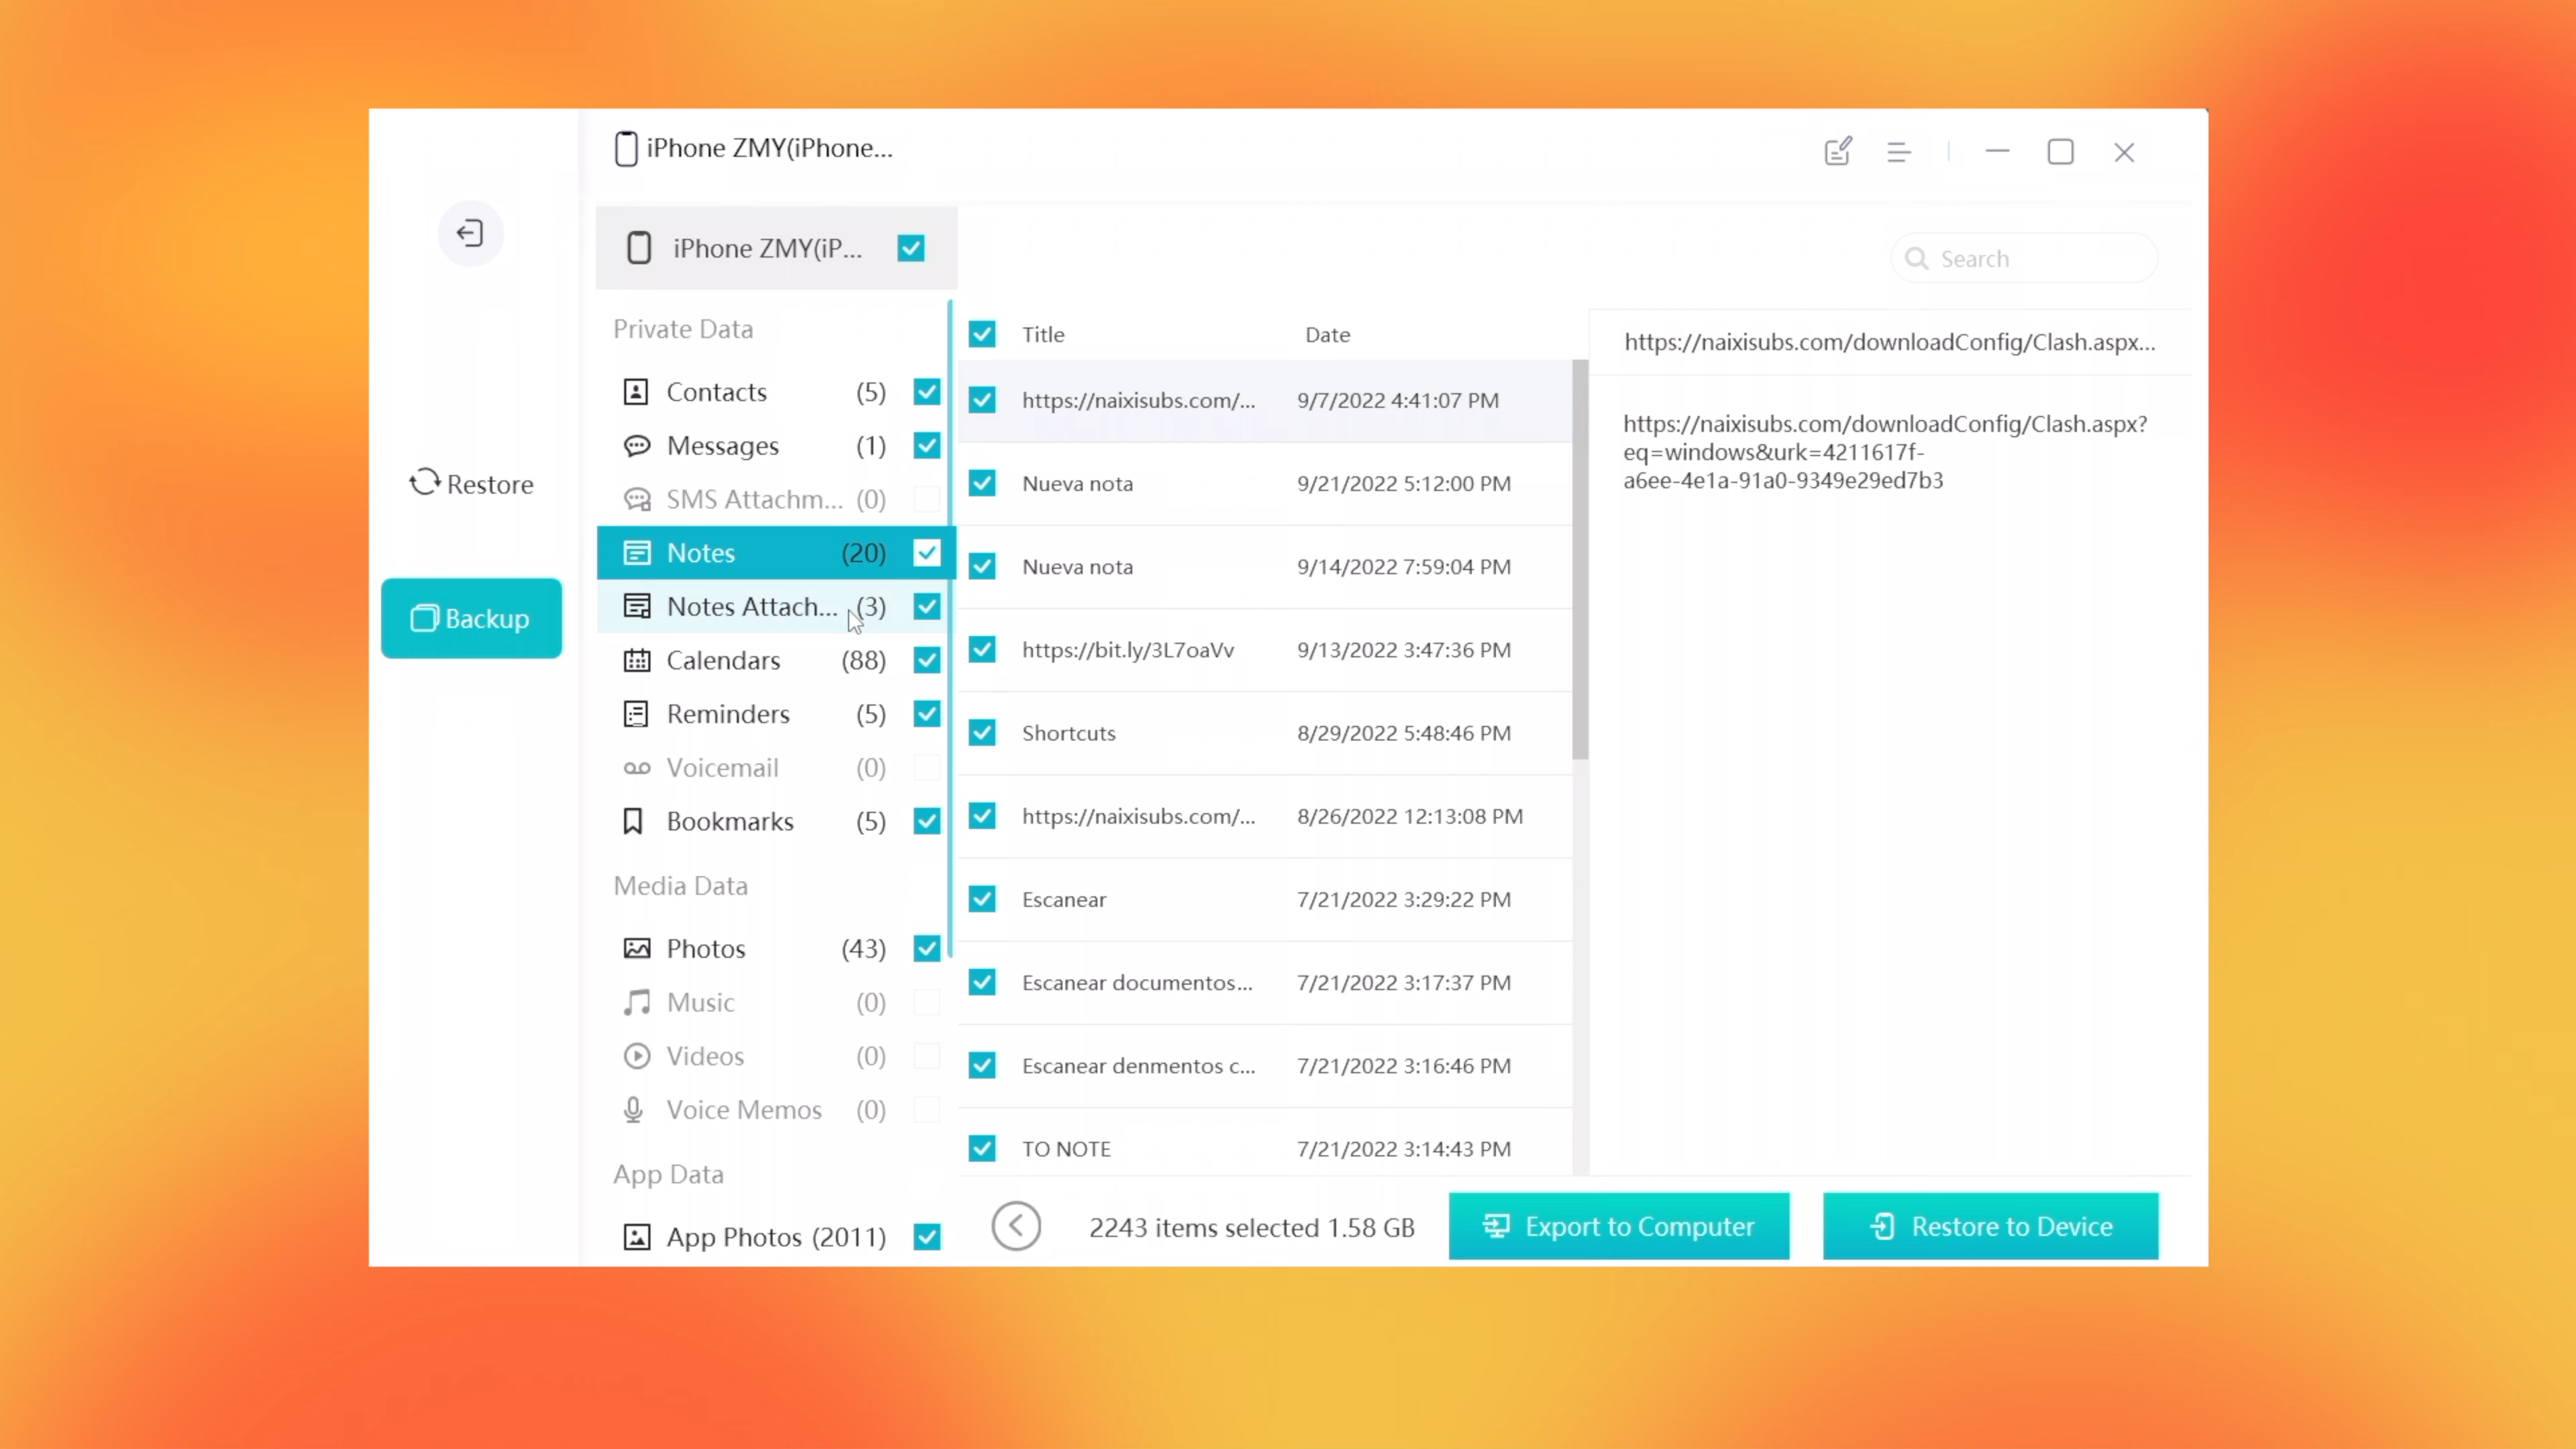 iPhone ZMY(iPhone...
iPhone ZMY(iP...
Search
Restore
Backup
Private Data
Contacts (5)
Messages (1)
SMS Attachm... (0)
Notes (20)
Notes Attach... (3)
Calendars (88)
Reminders (5)
Voicemail (0)
Bookmarks (5)
Media Data
Photos (43)
Music (0)
Videos (0)
Voice Memos (0)
App Data
App Photos (2011)
Title Date
https://naixisubs.com/... 9/7/2022 4:41:07 PM
Nueva nota 9/21/2022 5:12:00 PM
Nueva nota 9/14/2022 7:59:04 PM
https://bit.ly/3L7oaVv 9/13/2022 3:47:36 PM
Shortcuts 8/29/2022 5:48:46 PM
https://naixisubs.com/... 8/26/2022 12:13:08 PM
Escanear 7/21/2022 3:29:22 PM
Escanear documentos... 7/21/2022 3:17:37 PM
Escanear denmentos c... 7/21/2022 3:16:46 PM
TO NOTE 7/21/2022 3:14:43 PM
https://naixisubs.com/downloadConfig/Clash.aspx...
https://naixisubs.com/downloadConfig/Clash.aspx?
eq=windows&urk=4211617f-
a6ee-4e1a-91a0-9349e29ed7b3
2243 items selected 1.58 GB
Export to Computer
Restore to Device